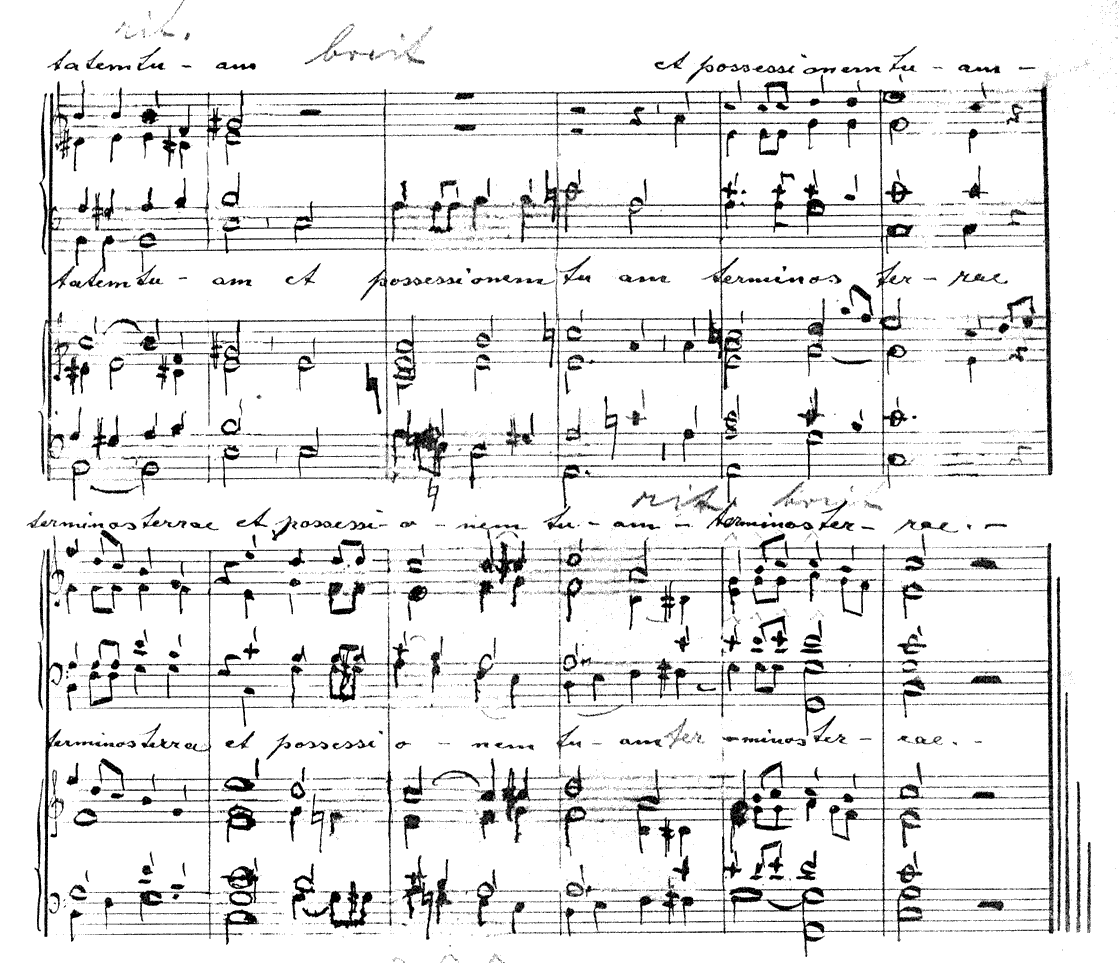 rit. breit
tatem tu - am et possessionem tu - am -
tatem tu - am et possessionem tu am terminos ter - rae
rit. breit
terminos terrae et possessi - o - nem tu - am - terminos ter - rae. -
terminos terrae et possessi o - nem tu - am ter - minos ter - rae. -